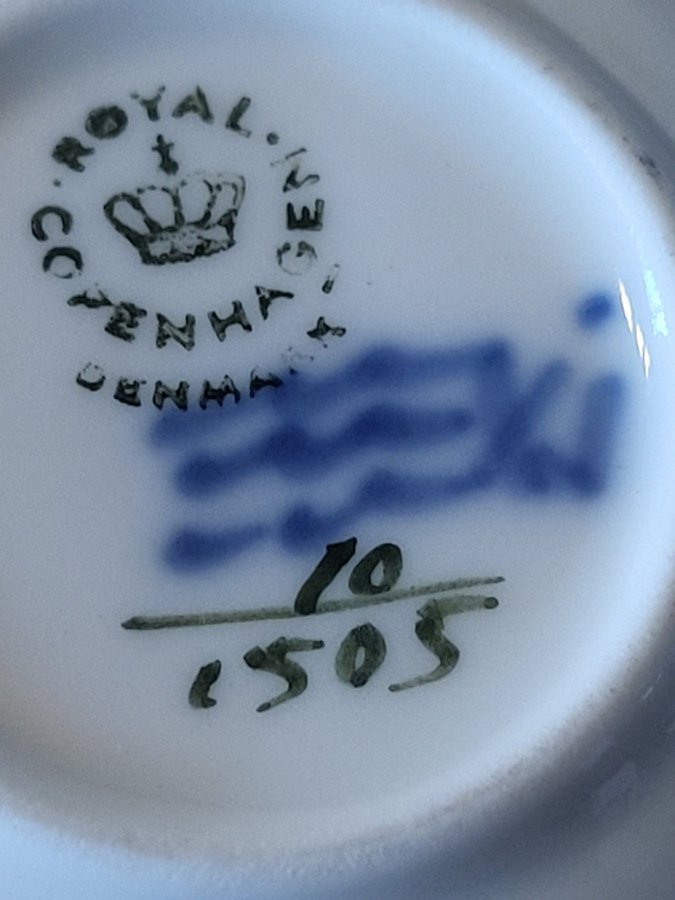 ROYAL. COPENHAGEN.
DENMARK.
10
1505